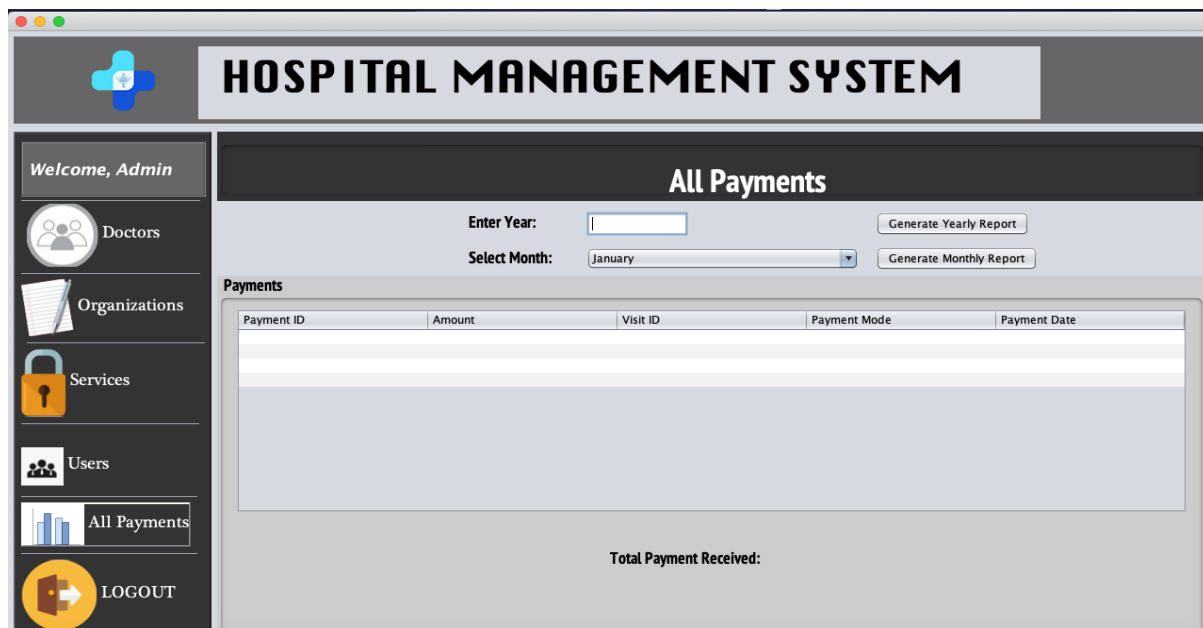 HOSPITAL MANAGEMENT SYSTEM
Welcome, Admin
Doctors
Organizations
Services
Users
All Payments
LOGOUT
All Payments
Enter Year:
Generate Yearly Report
Select Month: January
Generate Monthly Report
Payments
Payment ID Amount Visit ID Payment Mode Payment Date
Total Payment Received: